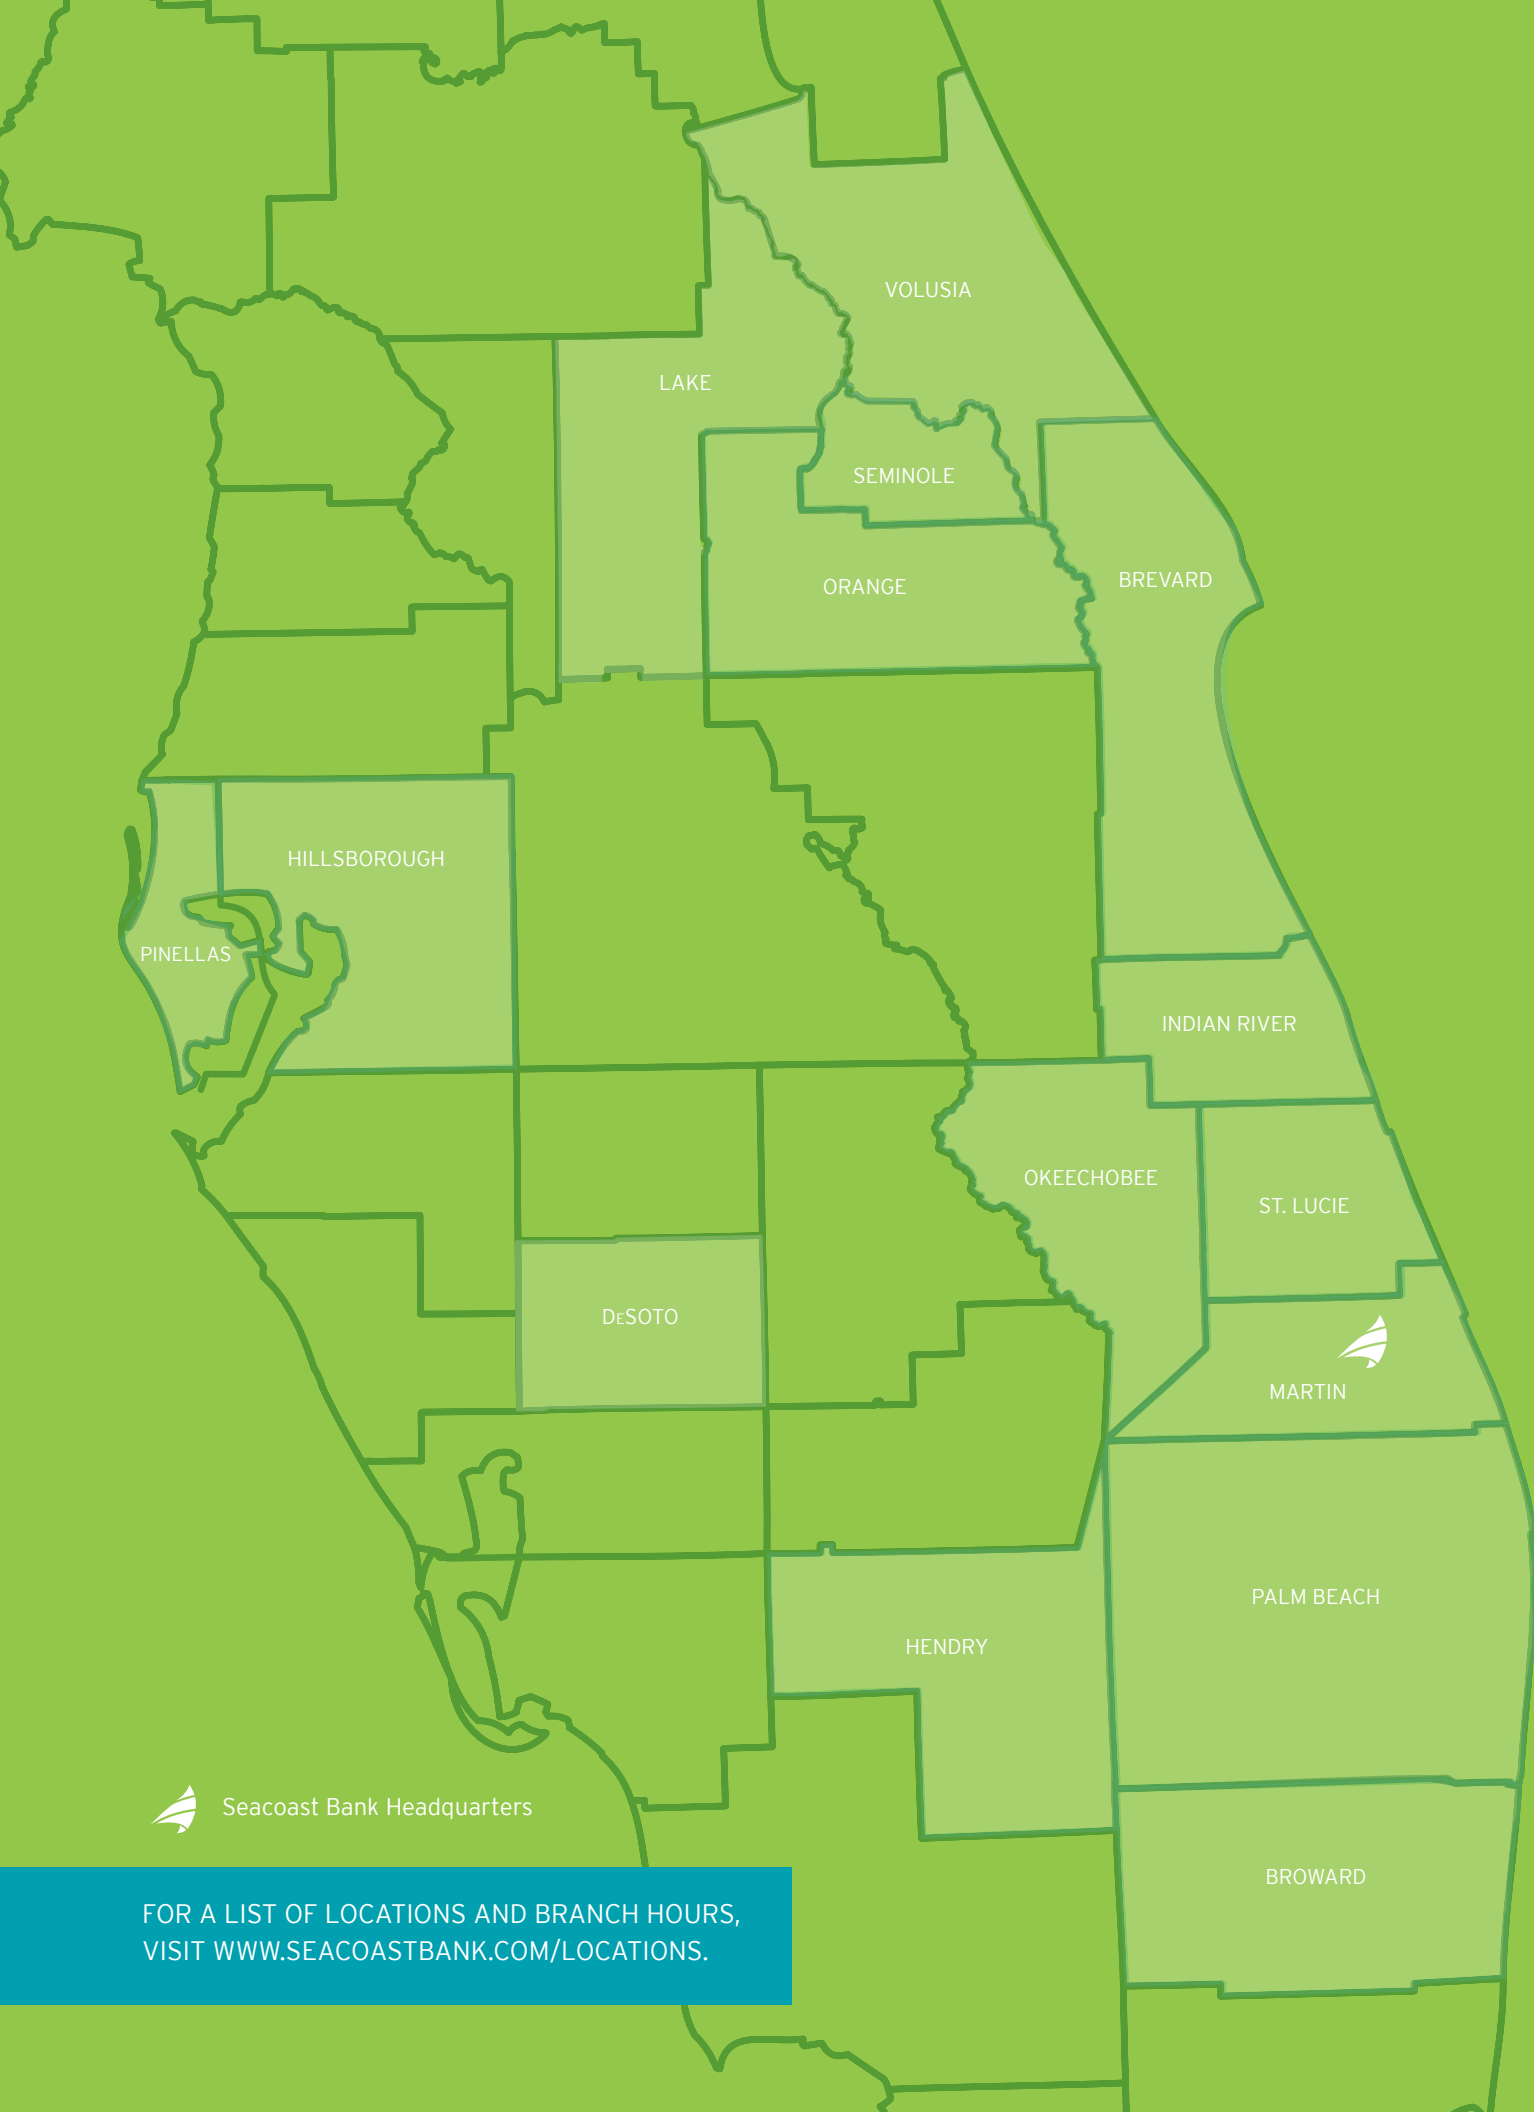 VOLUSIA
LAKE
SEMINOLE
ORANGE
BREVARD
HILLSBOROUGH
PINELLAS
INDIAN RIVER
OKEECHOBEE
ST. LUCIE
DeSOTO
MARTIN
PALM BEACH
HENDRY
Seacoast Bank Headquarters
BROWARD
FOR A LIST OF LOCATIONS AND BRANCH HOURS,
VISIT WWW.SEACOASTBANK.COM/LOCATIONS.